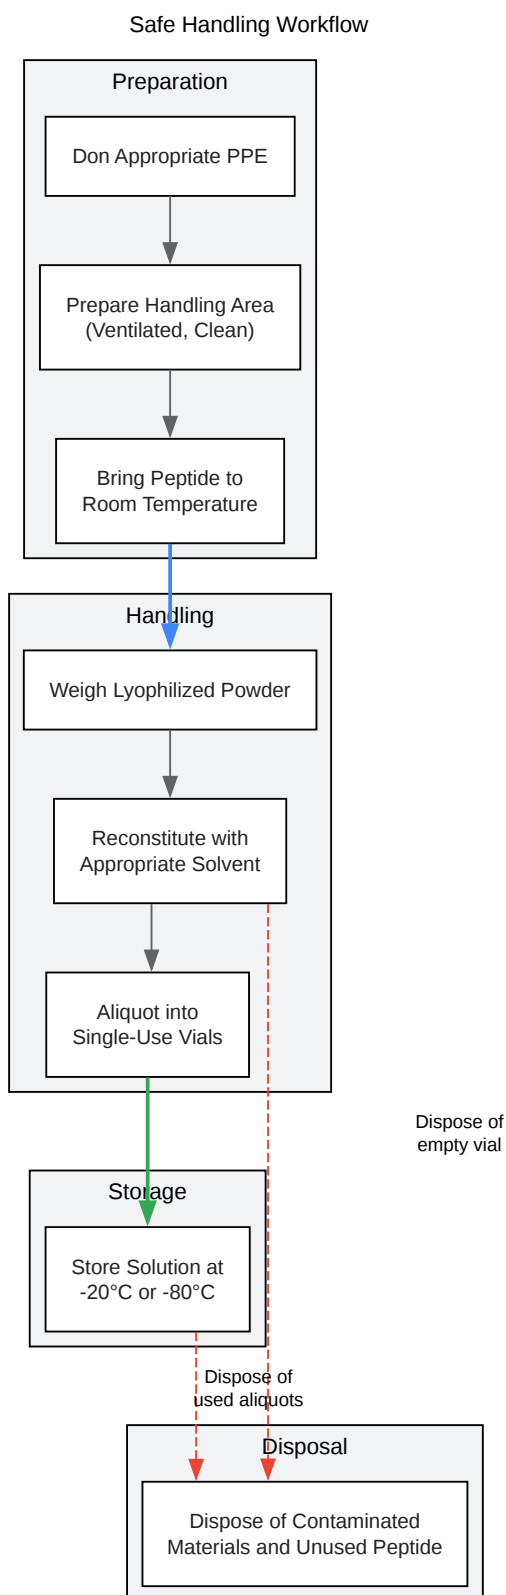 Safe Handling Workflow
Preparation
Don Appropriate PPE
Prepare Handling Area
(Ventilated, Clean)
Bring Peptide to
Room Temperature
Handling
Weigh Lyophilized Powder
Reconstitute with
Appropriate Solvent
Aliquot into
Single-Use Vials
Dispose of
empty vial
Storage
Store Solution at
-20°C or -80°C
Dispose of
used aliquots
Disposal
Dispose of Contaminated
Materials and Unused Peptide